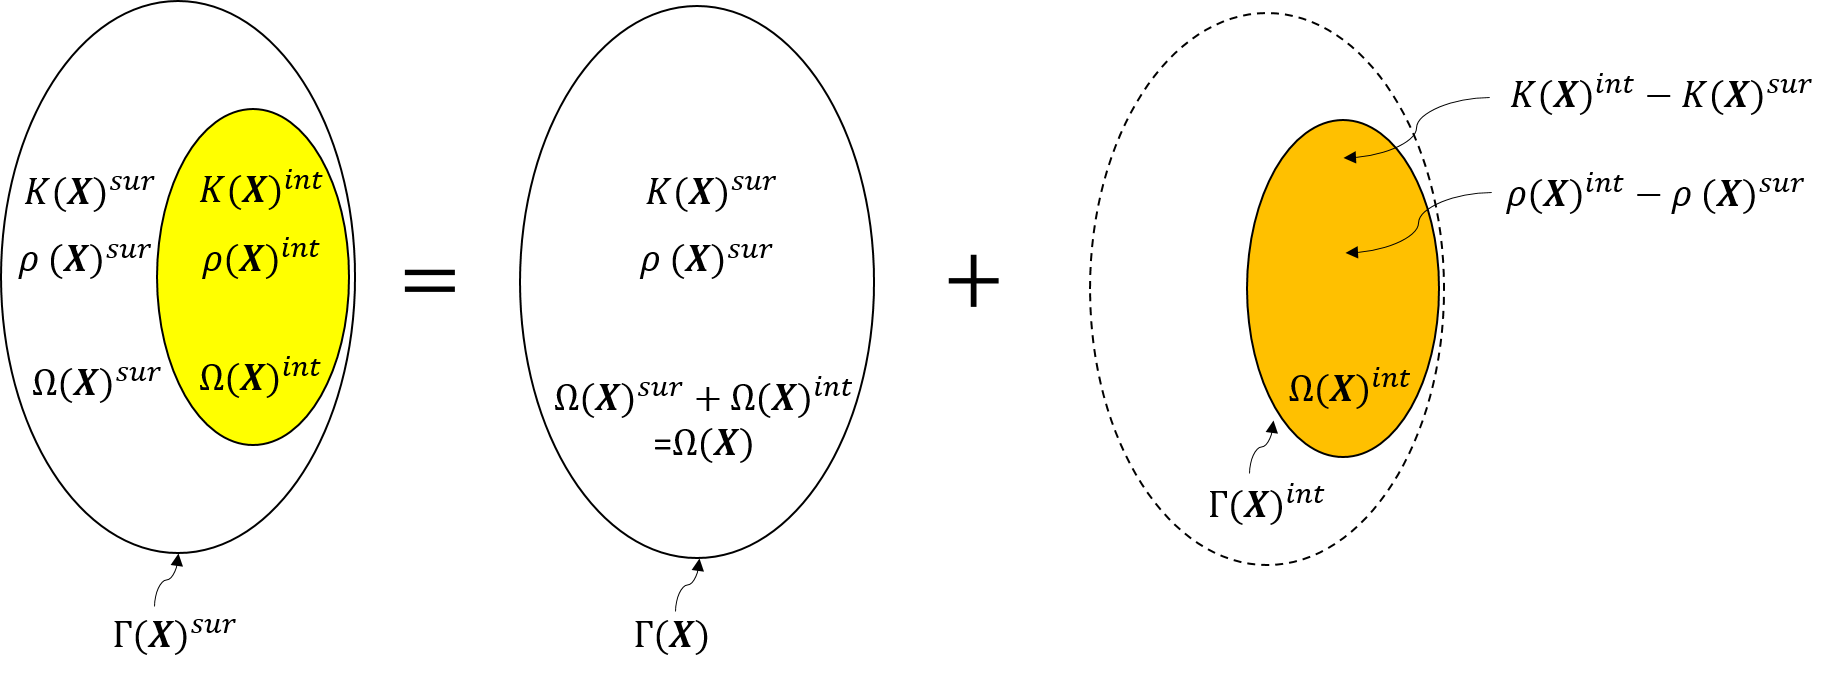 K(X)^sur
ρ (X)^sur
Ω(X)^sur
K(X)^int
ρ(X)^int
Ω(X)^int
Γ(X)^sur
=
K(X)^sur
ρ (X)^sur
Ω(X)^sur + Ω(X)^int
=Ω(X)
Γ(X)
+
K(X)^int − K(X)^sur
ρ(X)^int − ρ (X)^sur
Ω(X)^int
Γ(X)^int